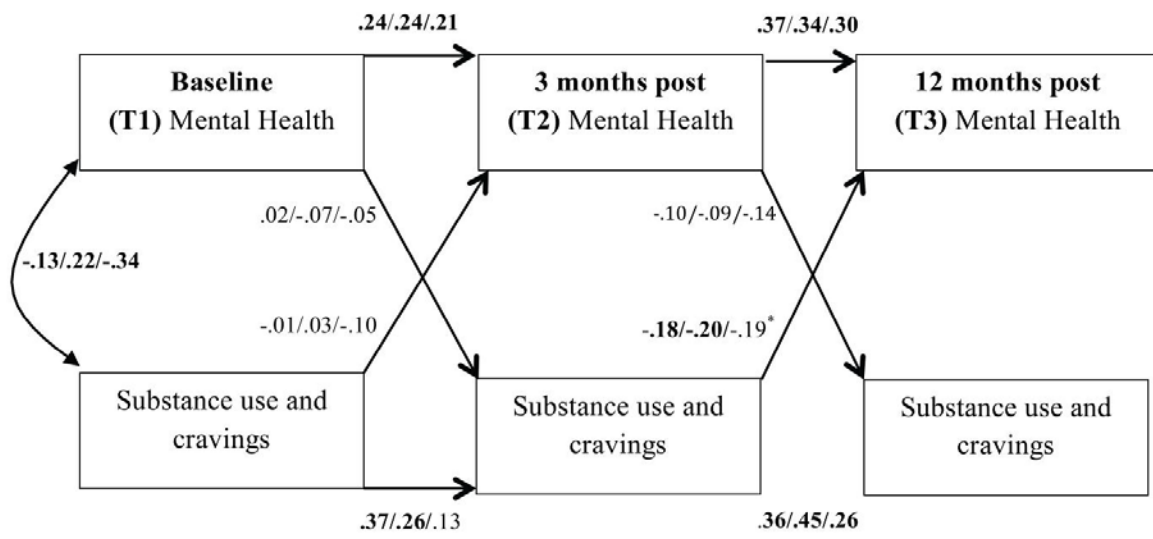 .24/.24/.21
.37/.34/.30
Baseline
(T1) Mental Health
3 months post
(T2) Mental Health
12 months post
(T3) Mental Health
.02/-.07/-.05
-.10/-.09/-.14
-.13/.22/-.34
-.01/.03/-.10
-.18/-.20/-.19*
Substance use and
cravings
Substance use and
cravings
Substance use and
cravings
.37/.26/.13
.36/.45/.26